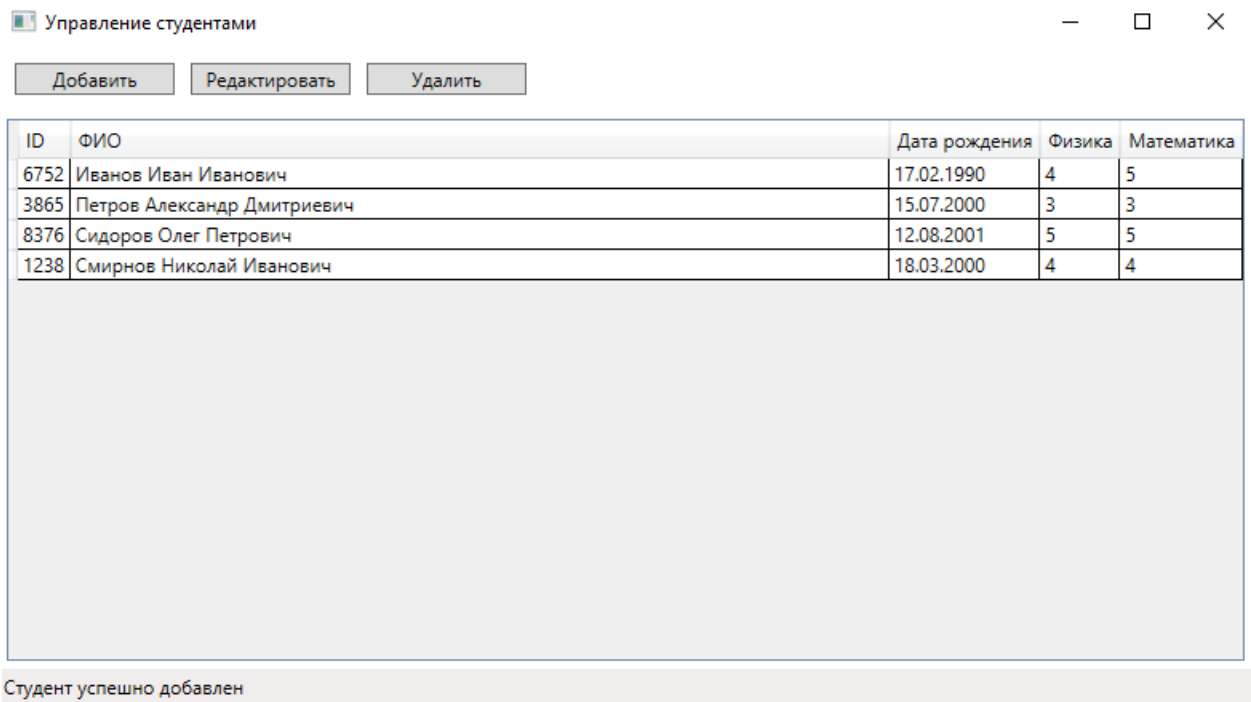 Управление студентами
Добавить Редактировать Удалить
ID ФИО Дата рождения Физика Математика
6752 Иванов Иван Иванович 17.02.1990 4 5
3865 Петров Александр Дмитриевич 15.07.2000 3 3
8376 Сидоров Олег Петрович 12.08.2001 5 5
1238 Смирнов Николай Иванович 18.03.2000 4 4
Студент успешно добавлен